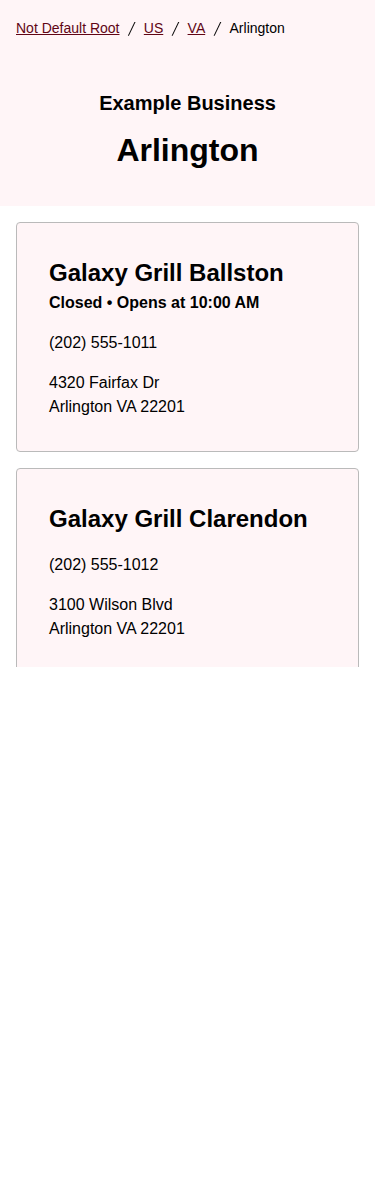 Not Default Root / US / VA / Arlington
Example Business
Arlington
Galaxy Grill Ballston
Closed • Opens at 10:00 AM
(202) 555-1011
4320 Fairfax Dr
Arlington VA 22201
Galaxy Grill Clarendon
(202) 555-1012
3100 Wilson Blvd
Arlington VA 22201